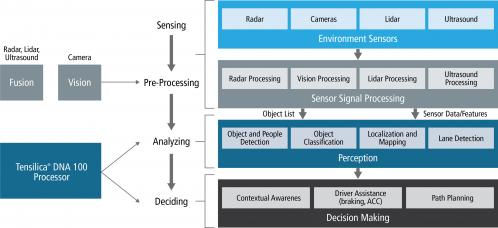 Sensing
Radar
Cameras
Lidar
Ultrasound
Environment Sensors
Radar, Lidar,
Ultrasound
Camera
Fusion
Vision
Pre-Processing
Radar Processing
Vision Processing
Lidar Processing
Ultrasound
Processing
Sensor Signal Processing
Object List
Sensor Data/Features
Analyzing
Object and People
Detection
Object
Classification
Localization and
Mapping
Lane Detection
Perception
Tensilica® DNA 100
Processor
Deciding
Contextual Awarenes
Driver Assistance
(braking, ACC)
Path Planning
Decision Making